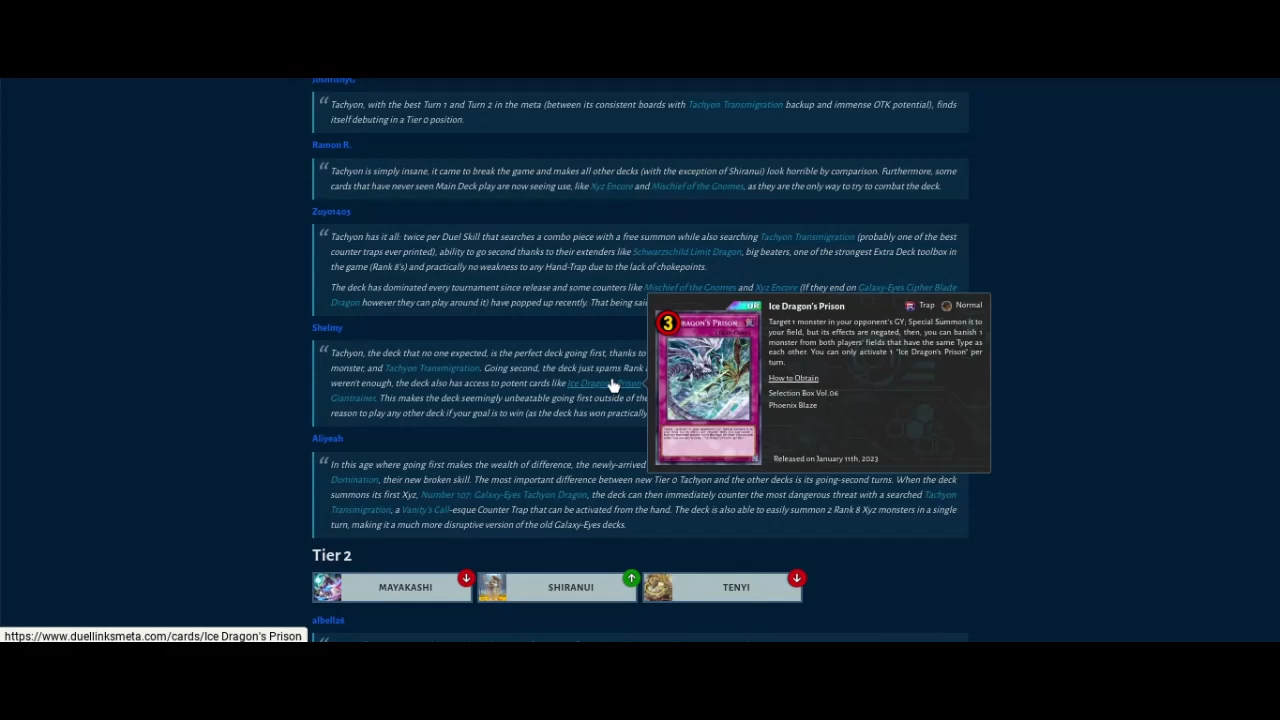 JoshfishyG
Tachyon, with the best Turn 1 and Turn 2 in the meta (between its consistent boards with Tachyon Transmigration backup and immense OTK potential), finds
itself debuting in a Tier 0 position.
Ramon R.
Tachyon is simply insane, it came to break the game and makes all other decks (with the exception of Shiranui) look horrible by comparison. Furthermore, some
cards that have never seen Main Deck play are now seeing use, like Xyz Encore and Mischief of the Gnomes, as they are the only way to try to combat the deck.
Zuyo1403
Tachyon has it all: twice per Duel Skill that searches a combo piece with a free summon while also searching Tachyon Transmigration (probably one of the best
counter traps ever printed), ability to go second thanks to their extenders like Schwarzschild Limit Dragon, big beaters, one of the strongest Extra Deck toolbox in
the game (Rank 8's) and practically no weakness to any Hand-Trap due to the lack of chokepoints.
The deck has dominated every tournament since release and some counters like Mischief of the Gnomes and Xyz Encore (If they end on Galaxy-Eyes Cipher Blade
Dragon however they can play around it) have popped up recently. That being sai
Shelmy
Tachyon, the deck that no one expected, is the perfect deck going first, thanks to
monster, and Tachyon Transmigration. Going second, the deck just spams Rank
weren't enough, the deck also has access to potent cards like Ice Dragon's Prison
Giantrainer. This makes the deck seemingly unbeatable going first outside of the
reason to play any other deck if your goal is to win (as the deck has won practically
UR
3
RAGON'S PRISON
Ice Dragon's Prison
Trap
Normal
Target 1 monster in your opponent's GY; Special Summon it to
your field, but its effects are negated, then, you can banish 1
monster from both players' fields that have the same Type as
each other. You can only activate 1 "Ice Dragon's Prison" per
turn.
How to Obtain
Selection Box Vol.06
Phoenix Blaze
Released on January 11th, 2023
Aliyeah
In this age where going first makes the wealth of difference, the newly-arrived
Domination, their new broken skill. The most important difference between new Tier 0 Tachyon and the other decks is its going-second turns. When the deck
summons its first Xyz, Number 107: Galaxy-Eyes Tachyon Dragon, the deck can then immediately counter the most dangerous threat with a searched Tachyon
Transmigration, a Vanity's Call-esque Counter Trap that can be activated from the hand. The deck is also able to easily summon 2 Rank 8 Xyz monsters in a single
turn, making it a much more disruptive version of the old Galaxy-Eyes decks.
Tier 2
MAYAKASHI
SHIRANUI
TENYI
albell26
https://www.duellinksmeta.com/cards/Ice Dragon's Prison